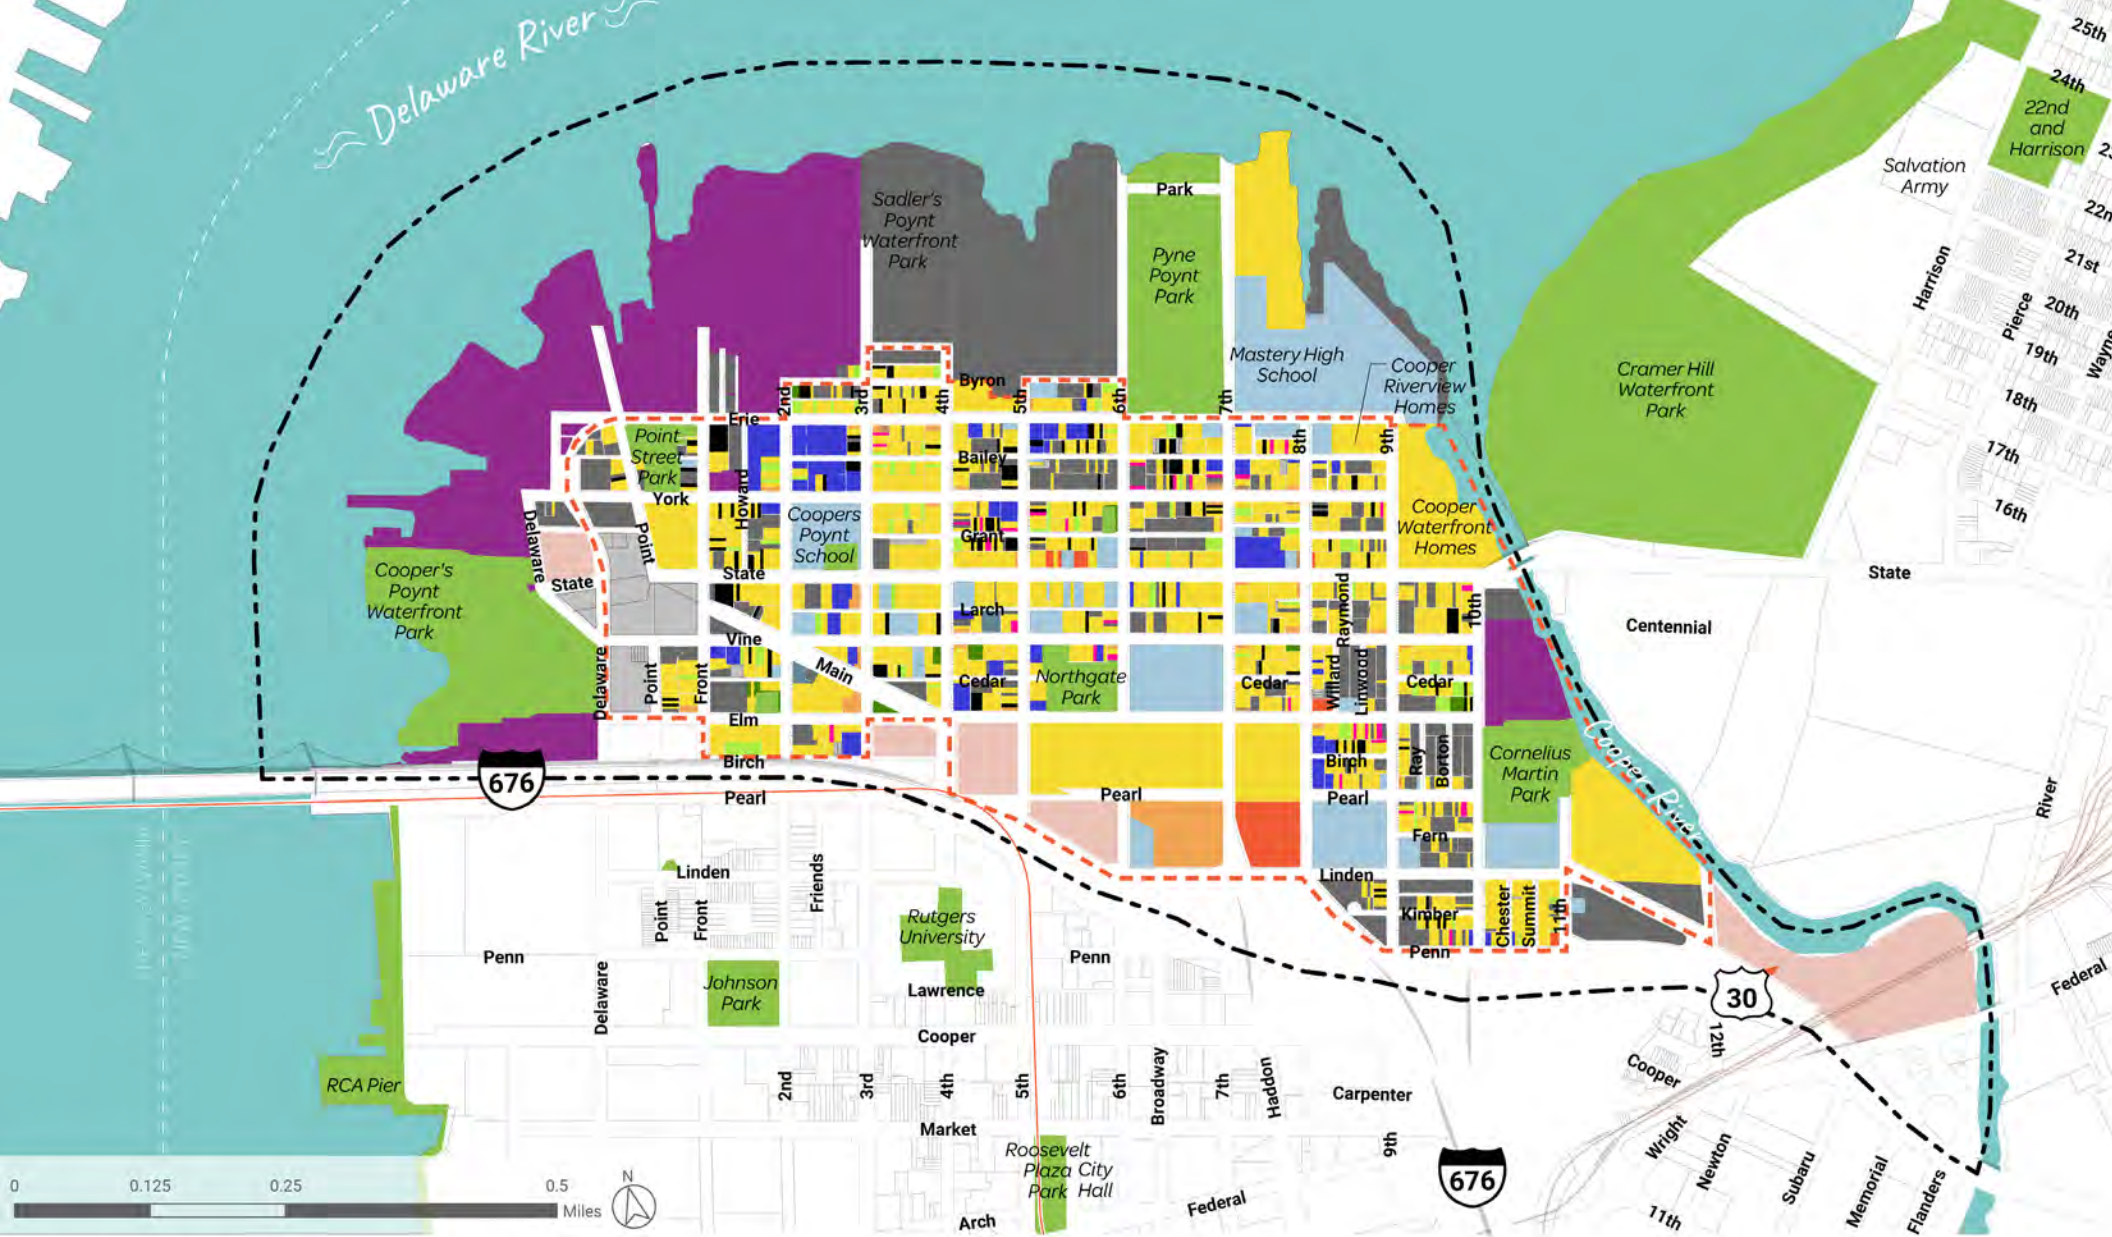 Delaware River
25th
24th
22nd
and
Harrison
Salvation
Army
22n
21st
20th
19th
18th
17th
16th
Harrison
Pierce
Wayne
Sadler's
Poynt
Waterfront
Park
Park
Pyne
Poynt
Park
Mastery High
School
Cooper
Riverview
Homes
Cramer Hill
Waterfront
Park
Byron
2nd
3rd
4th
5th
6th
7th
8th
9th
Erie
Point
Street
Park
Bailey
York
Howard
Delaware
Point
Coopers
Poynt
School
Grant
Cooper
Waterfront
Homes
State
State
State
Cooper's
Poynt
Waterfront
Park
Larch
Raymond
10th
Centennial
Vine
Main
Delaware
Point
Front
Cedar
Northgate
Park
Cedar
Willard
Linwood
Cedar
Elm
Birch
Birch
Ray
Borton
Cornelius
Martin
Park
Cooper River
River
676
Pearl
Pearl
Pearl
Fern
Linden
Linden
Friends
Point
Front
Rutgers
University
Kimber
Chester
Summit
11th
Penn
Penn
Penn
Delaware
Johnson
Park
Lawrence
30
Federal
Cooper
12th
Cooper
RCA Pier
2nd
3rd
4th
5th
6th
Broadway
7th
Haddon
Carpenter
Market
9th
Wright
Newton
Subaru
Memorial
Flanders
Roosevelt
Plaza City
Park Hall
676
0 0.125 0.25 0.5
Miles
N
Arch
Federal
11th